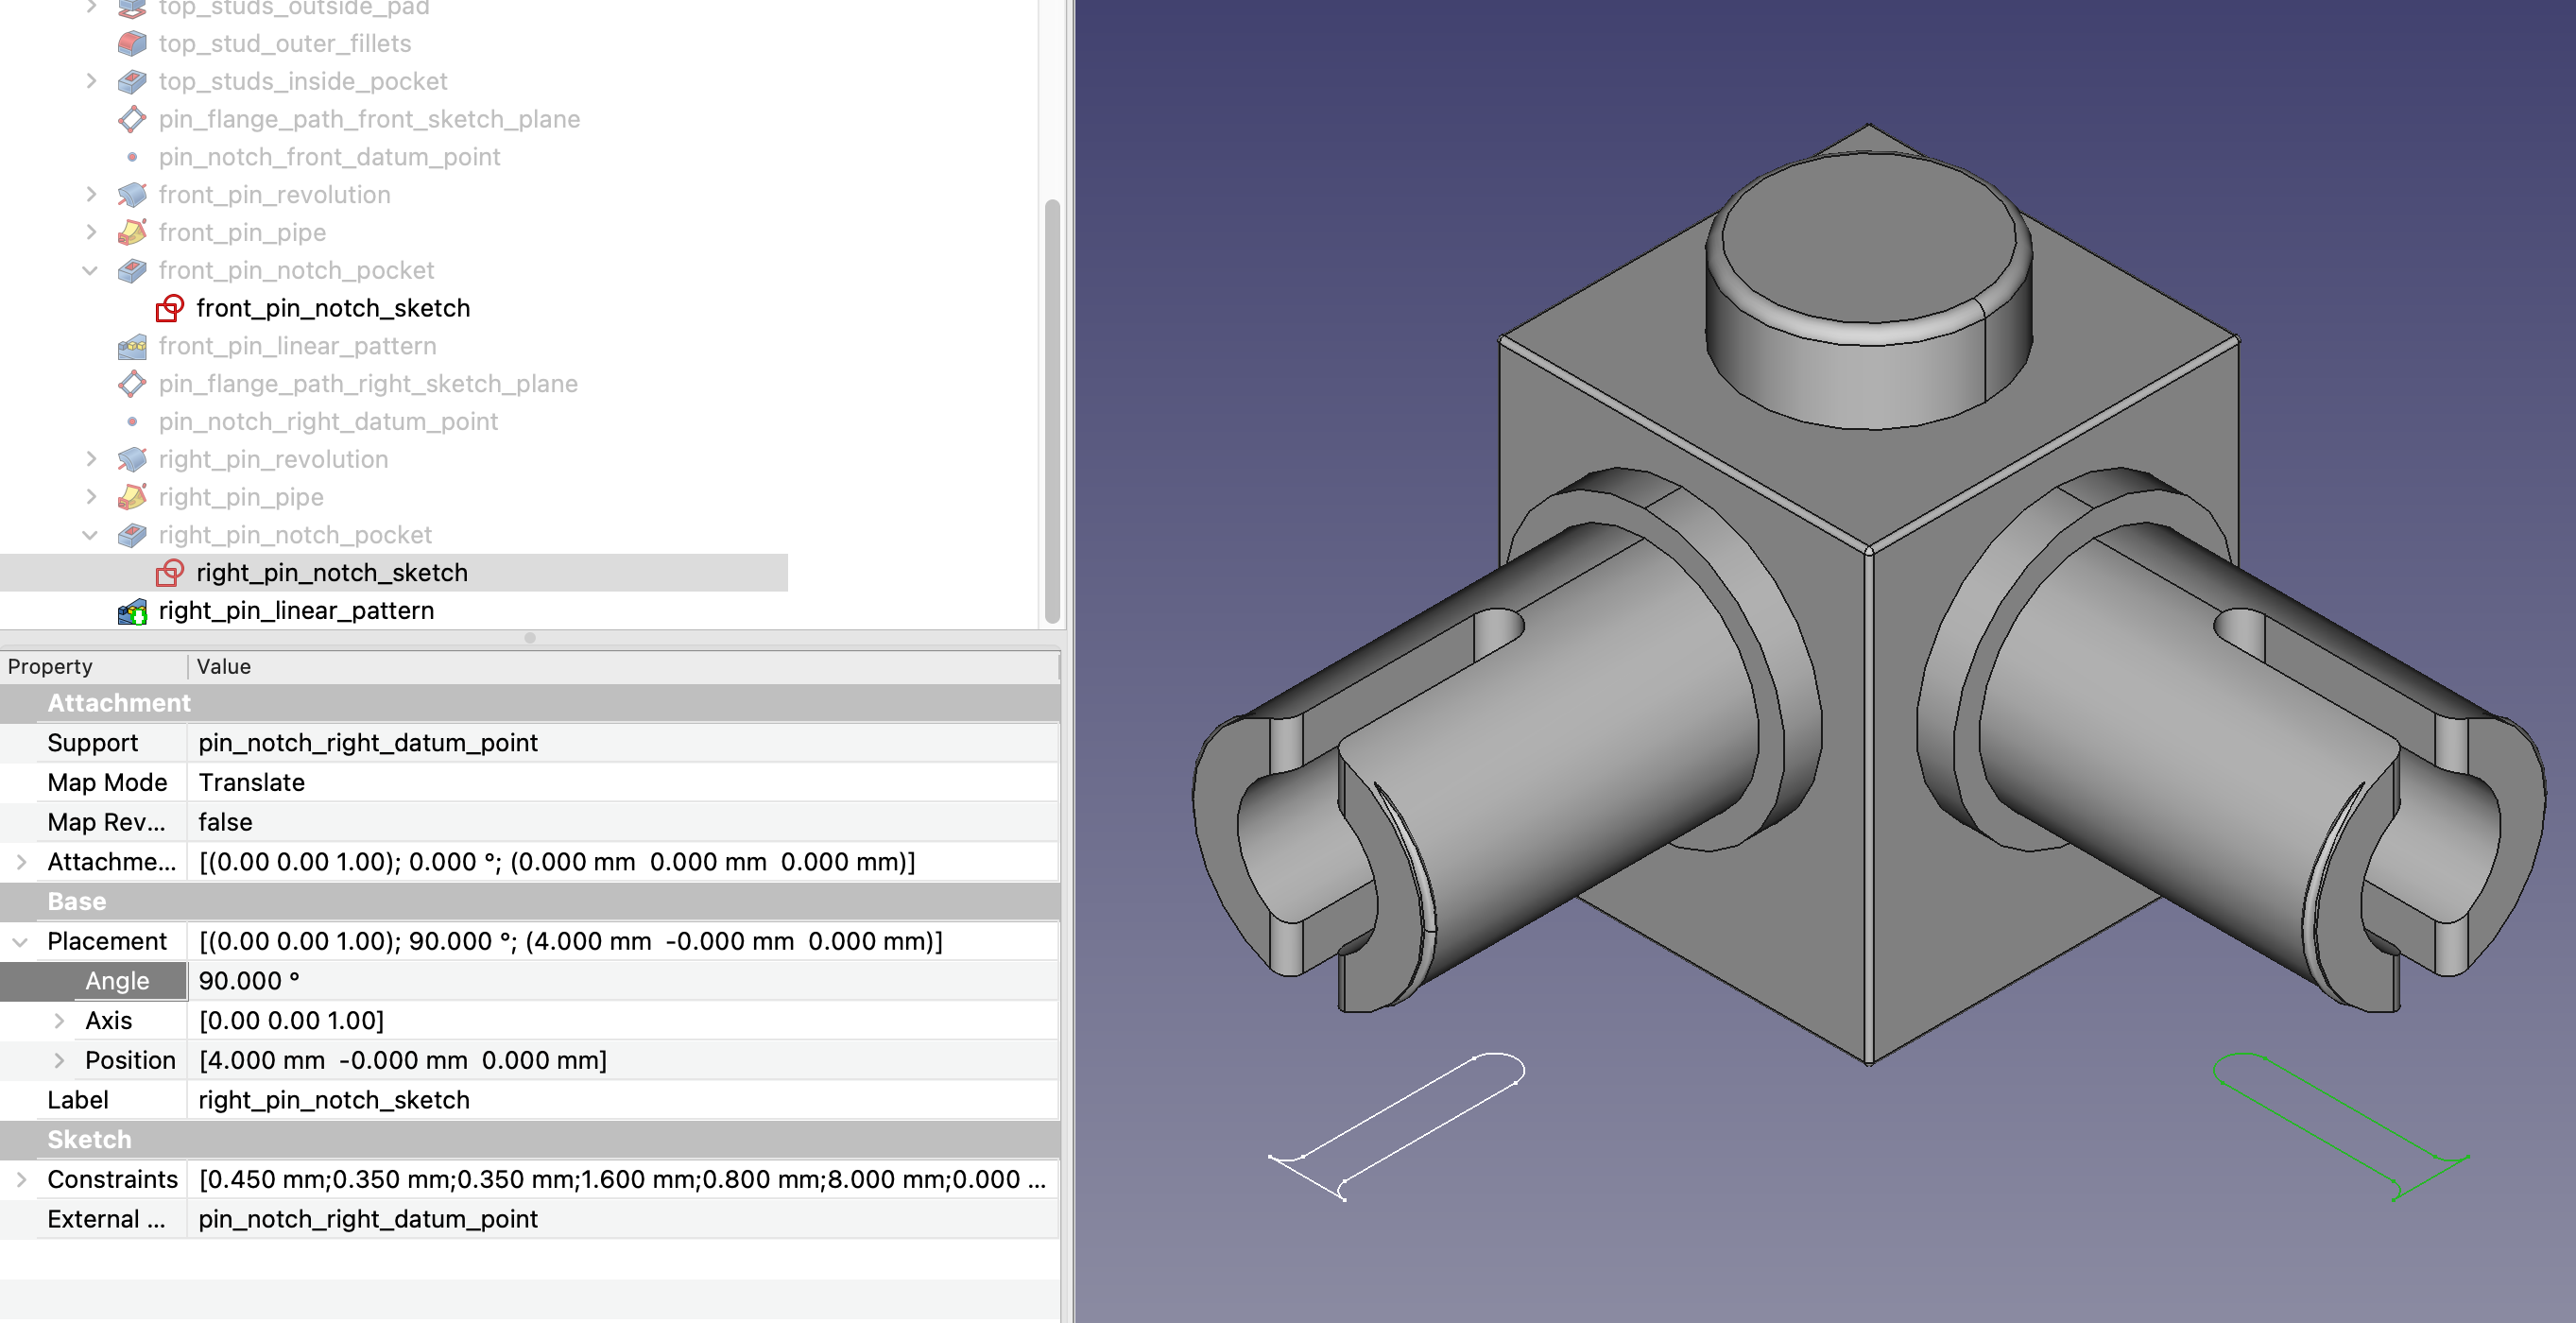 top_studs_outside_pad
top_stud_outer_fillets
top_studs_inside_pocket
pin_flange_path_front_sketch_plane
pin_notch_front_datum_point
front_pin_revolution
front_pin_pipe
front_pin_notch_pocket
front_pin_notch_sketch
front_pin_linear_pattern
pin_flange_path_right_sketch_plane
pin_notch_right_datum_point
right_pin_revolution
right_pin_pipe
right_pin_notch_pocket
right_pin_notch_sketch
right_pin_linear_pattern
Property Value
Attachment
Support pin_notch_right_datum_point
Map Mode Translate
Map Rev... false
Attachme... [(0.00 0.00 1.00); 0.000 °; (0.000 mm 0.000 mm 0.000 mm)]
Base
Placement [(0.00 0.00 1.00); 90.000 °; (4.000 mm -0.000 mm 0.000 mm)]
Angle 90.000 °
Axis [0.00 0.00 1.00]
Position [4.000 mm -0.000 mm 0.000 mm]
Label right_pin_notch_sketch
Sketch
Constraints [0.450 mm;0.350 mm;0.350 mm;1.600 mm;0.800 mm;8.000 mm;0.000 ...
External ... pin_notch_right_datum_point